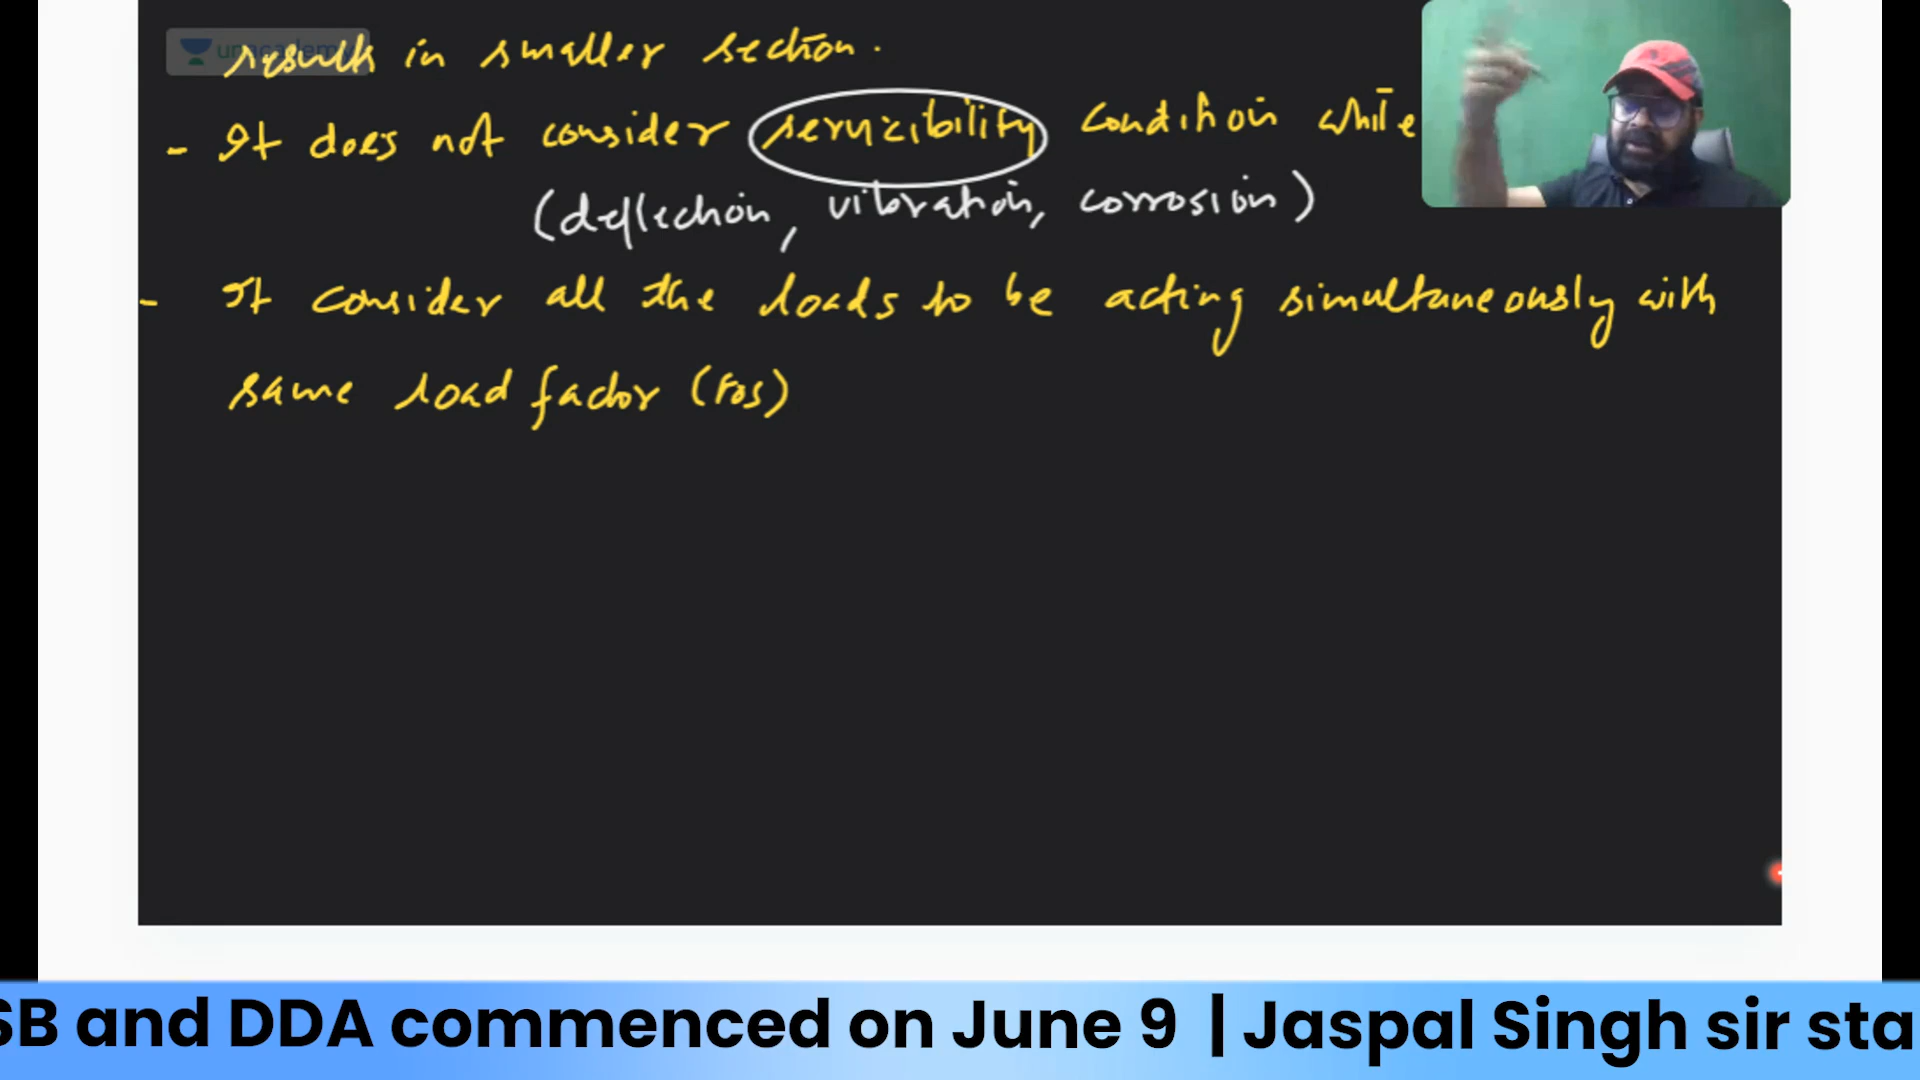 unacademy
results in smaller section.
- It does not consider servicibility condition while
(deflection, vibration, corrosion)
- It consider all the loads to be acting simultaneously with
same load factor (FOS)
SB and DDA commenced on June 9 | Jaspal Singh sir sta